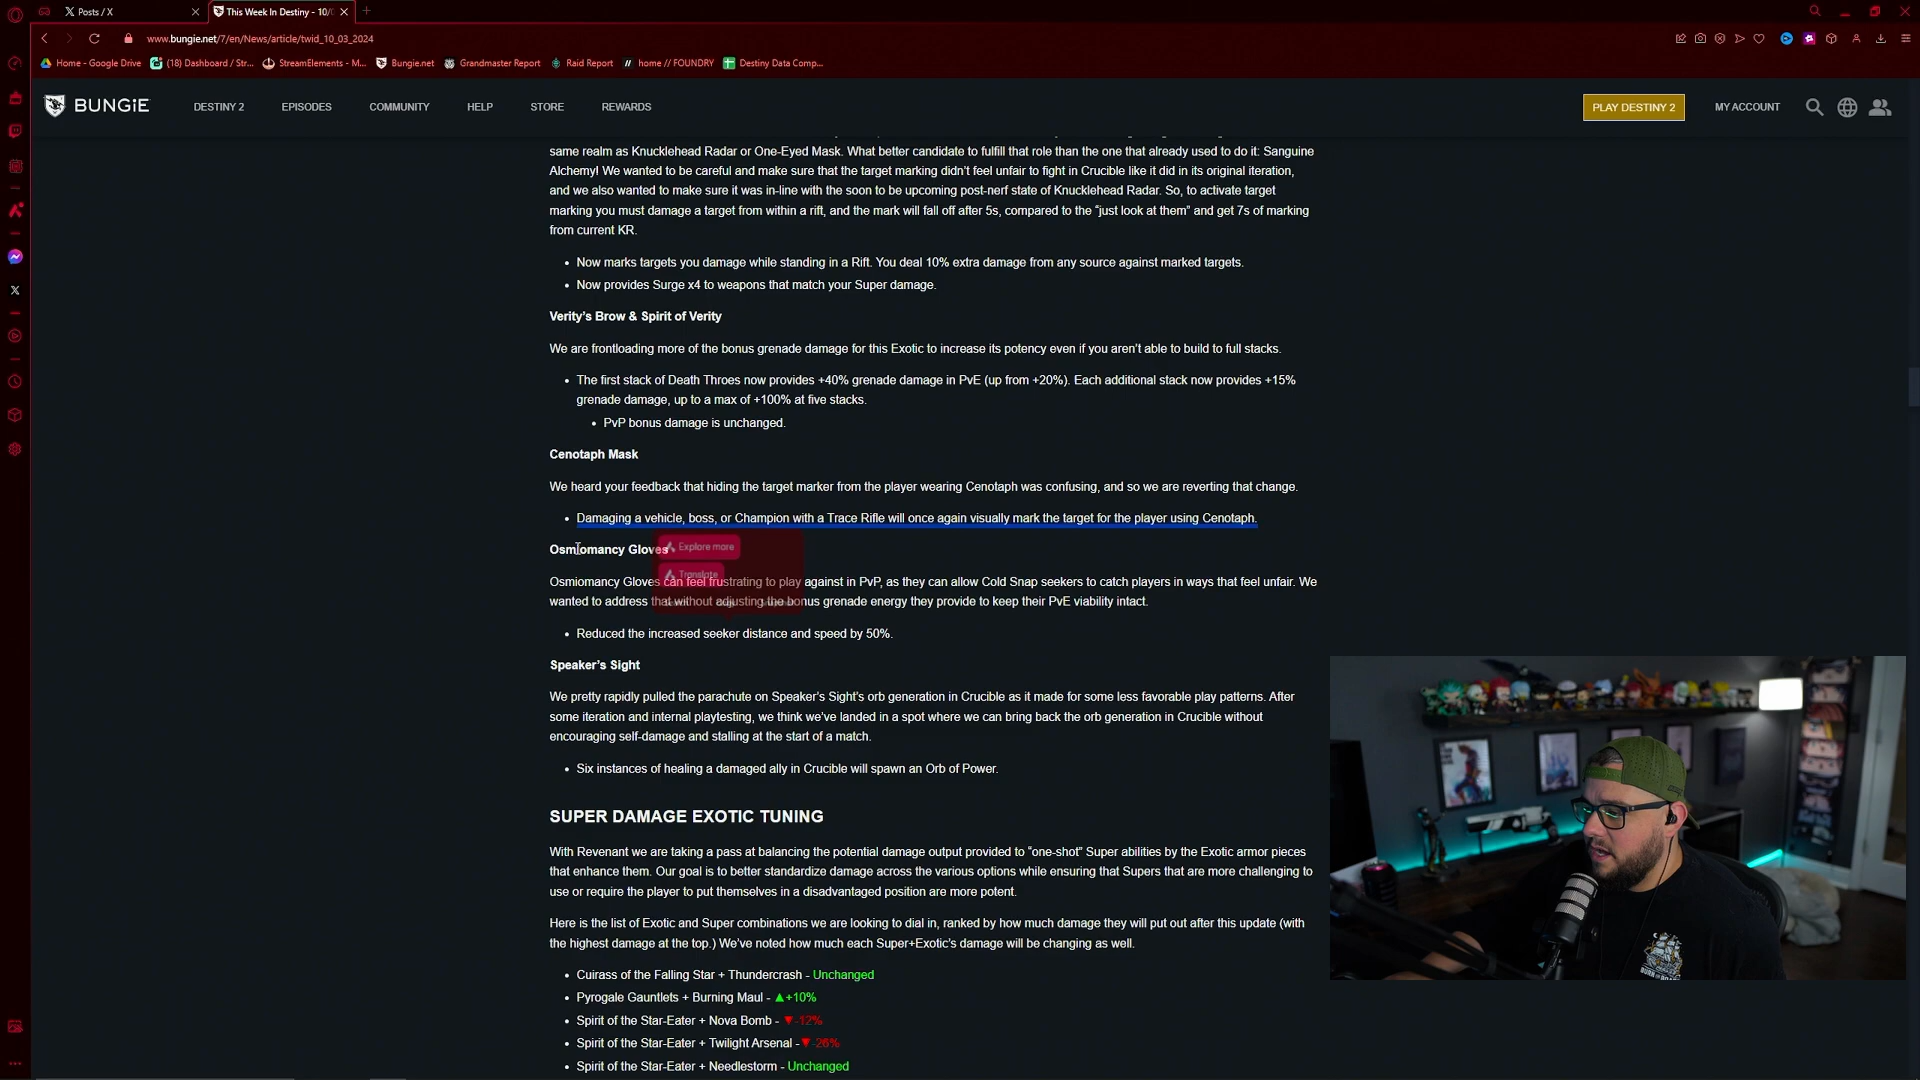 Posts / X
This Week In Destiny - 10/
www.bungie.net/7/en/News/article/twid_10_03_2024
Home - Google Drive
(18) Dashboard / Str...
StreamElements - M...
Bungie.net
Grandmaster Report
Raid Report
home // FOUNDRY
Destiny Data Comp...
BUNGiE
DESTINY 2
EPISODES
COMMUNITY
HELP
STORE
REWARDS
PLAY DESTINY 2
MY ACCOUNT
same realm as Knucklehead Radar or One-Eyed Mask. What better candidate to fulfill that role than the one that already used to do it: Sanguine
Alchemy! We wanted to be careful and make sure that the target marking didn't feel unfair to fight in Crucible like it did in its original iteration,
and we also wanted to make sure it was in-line with the soon to be upcoming post-nerf state of Knucklehead Radar. So, to activate target
marking you must damage a target from within a rift, and the mark will fall off after 5s, compared to the “just look at them” and get 7s of marking
from current KR.
• Now marks targets you damage while standing in a Rift. You deal 10% extra damage from any source against marked targets.
• Now provides Surge x4 to weapons that match your Super damage.
Verity's Brow & Spirit of Verity
We are frontloading more of the bonus grenade damage for this Exotic to increase its potency even if you aren't able to build to full stacks.
• The first stack of Death Throes now provides +40% grenade damage in PvE (up from +20%). Each additional stack now provides +15%
grenade damage, up to a max of +100% at five stacks.
• PvP bonus damage is unchanged.
Cenotaph Mask
We heard your feedback that hiding the target marker from the player wearing Cenotaph was confusing, and so we are reverting that change.
• Damaging a vehicle, boss, or Champion with a Trace Rifle will once again visually mark the target for the player using Cenotaph.
Osmiomancy Gloves
Explore more
Translate
Osmiomancy Gloves can feel frustrating to play against in PvP, as they can allow Cold Snap seekers to catch players in ways that feel unfair. We
wanted to address that without adjusting the bonus grenade energy they provide to keep their PvE viability intact.
• Reduced the increased seeker distance and speed by 50%.
Speaker's Sight
We pretty rapidly pulled the parachute on Speaker's Sight's orb generation in Crucible as it made for some less favorable play patterns. After
some iteration and internal playtesting, we think we've landed in a spot where we can bring back the orb generation in Crucible without
encouraging self-damage and stalling at the start of a match.
• Six instances of healing a damaged ally in Crucible will spawn an Orb of Power.
SUPER DAMAGE EXOTIC TUNING
With Revenant we are taking a pass at balancing the potential damage output provided to “one-shot” Super abilities by the Exotic armor pieces
that enhance them. Our goal is to better standardize damage across the various options while ensuring that Supers that are more challenging to
use or require the player to put themselves in a disadvantaged position are more potent.
Here is the list of Exotic and Super combinations we are looking to dial in, ranked by how much damage they will put out after this update (with
the highest damage at the top.) We've noted how much each Super+Exotic's damage will be changing as well.
• Cuirass of the Falling Star + Thundercrash - Unchanged
• Pyrogale Gauntlets + Burning Maul - ▲+10%
• Spirit of the Star-Eater + Nova Bomb - ▼-12%
• Spirit of the Star-Eater + Twilight Arsenal -▼-26%
• Spirit of the Star-Eater + Needlestorm - Unchanged